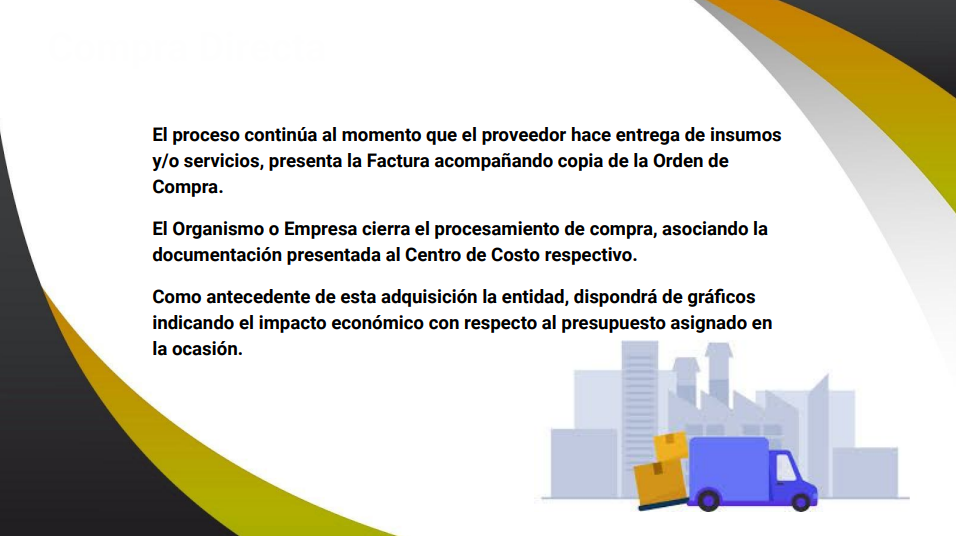 El proceso continúa al momento que el proveedor hace entrega de insumos
y/o servicios, presenta la Factura acompañando copia de la Orden de
Compra.
El Organismo o Empresa cierra el procesamiento de compra, asociando la
documentación presentada al Centro de Costo respectivo.
Como antecedente de esta adquisición la entidad, dispondrá de gráficos
indicando el impacto económico con respecto al presupuesto asignado en
la ocasión.